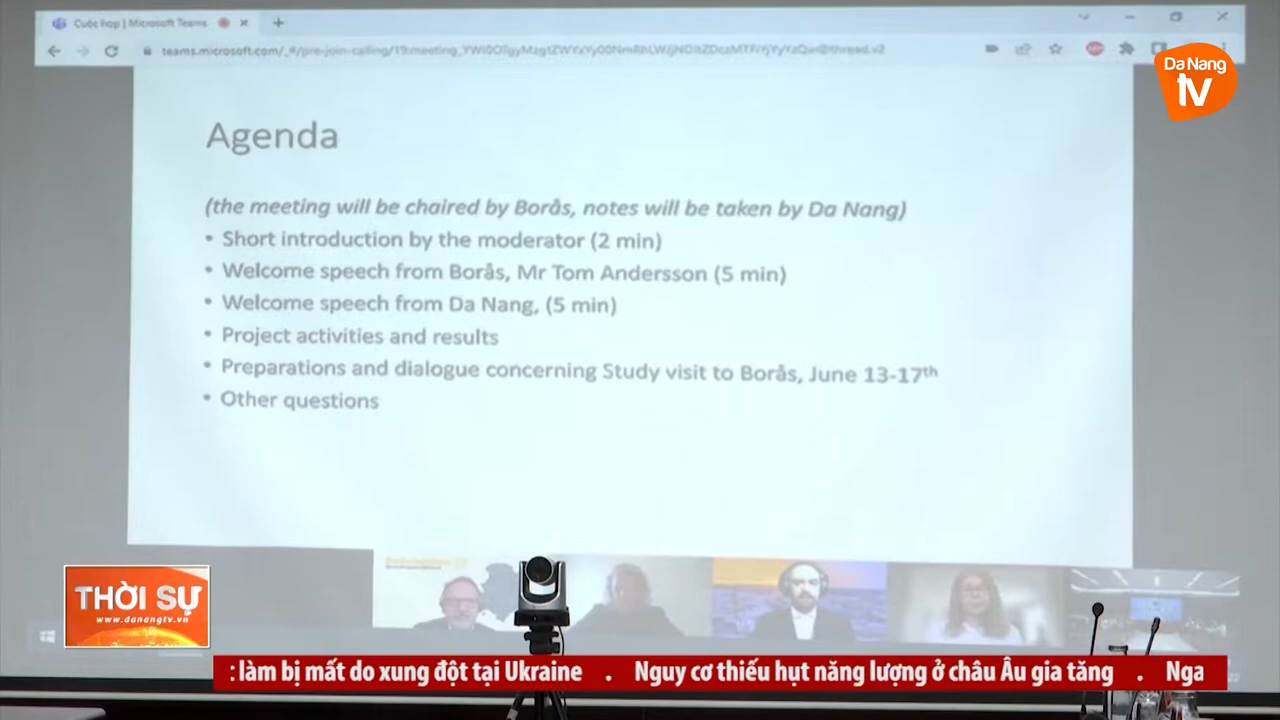 Cuộc họp | Microsoft Teams
Da Nang
tv
Agenda
(the meeting will be chaired by Borås, notes will be taken by Da Nang)
• Short introduction by the moderator (2 min)
• Welcome speech from Borås, Mr Tom Andersson (5 min)
• Welcome speech from Da Nang, (5 min)
• Project activities and results
• Preparations and dialogue concerning Study visit to Borås, June 13-17th
• Other questions
THỜI SỰ
www.danangtv.vn
: làm bị mất do xung đột tại Ukraine . Nguy cơ thiếu hụt năng lượng ở châu Âu gia tăng . Nga